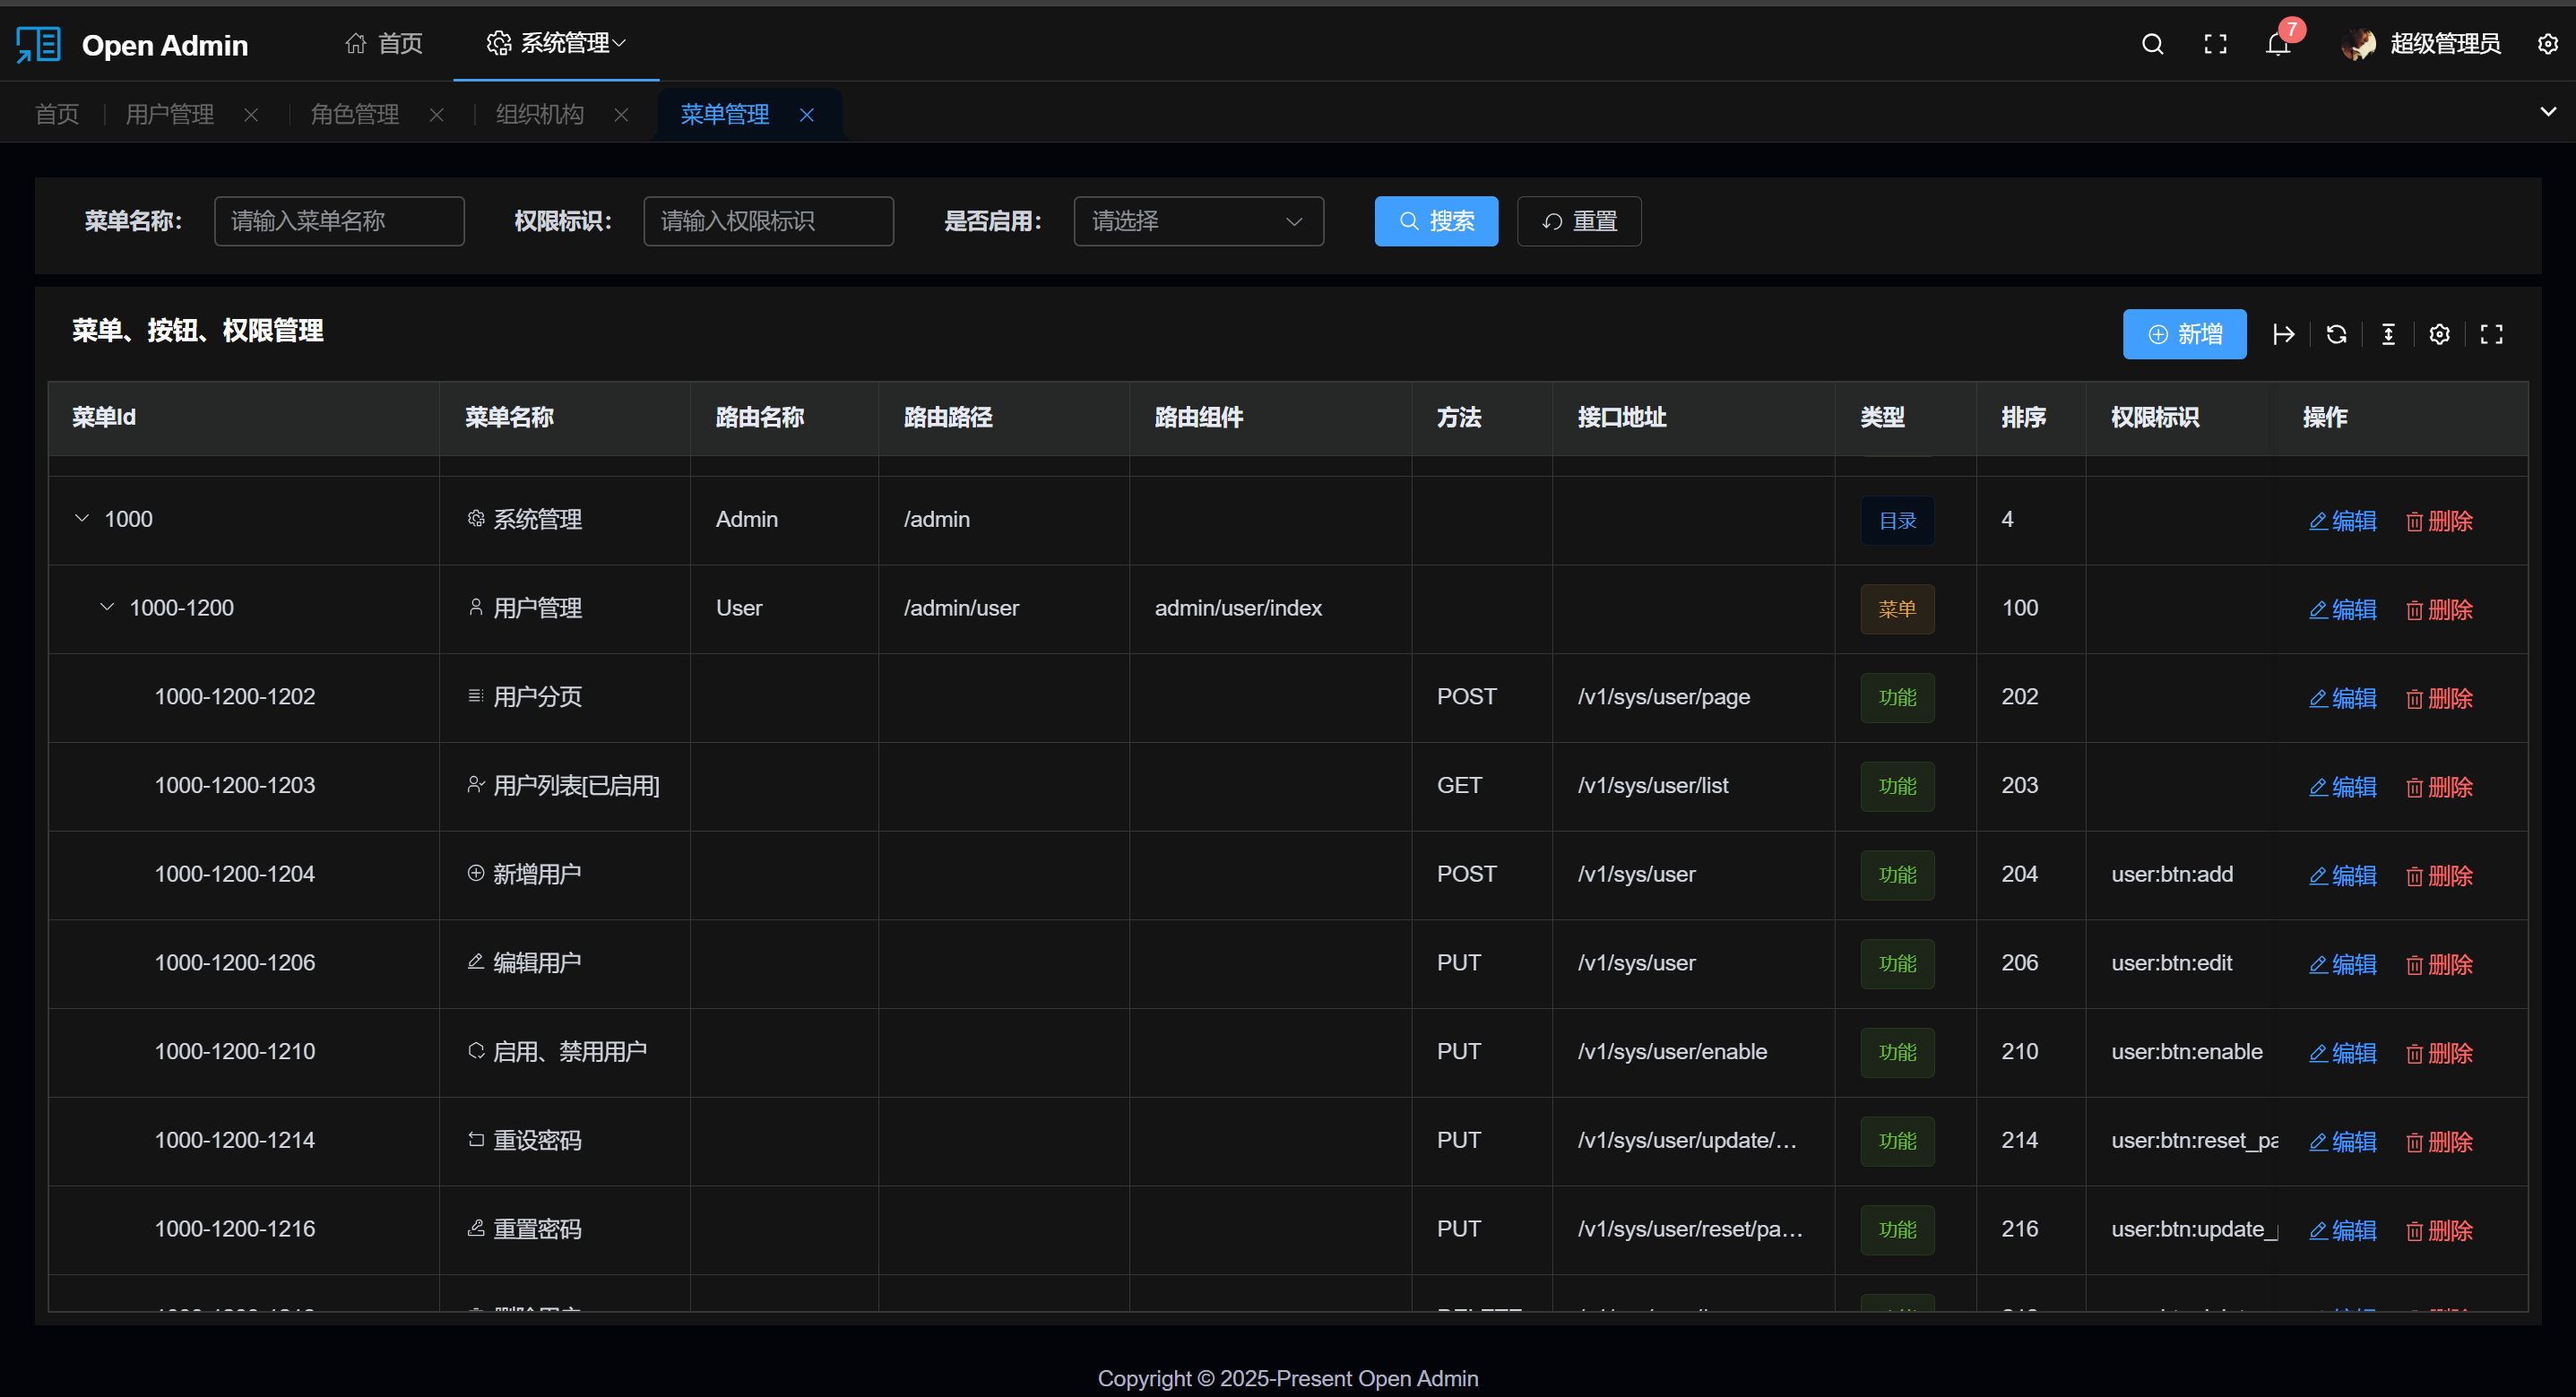 Open Admin 首页 系统管理 7 超级管理员
首页 用户管理 角色管理 组织机构 菜单管理
菜单名称: 请输入菜单名称 权限标识: 请输入权限标识 是否启用: 请选择 搜索 重置
菜单、按钮、权限管理 新增
菜单Id 菜单名称 路由名称 路由路径 路由组件 方法 接口地址 类型 排序 权限标识 操作
1000 系统管理 Admin /admin 目录 4 编辑 删除
1000-1200 用户管理 User /admin/user admin/user/index 菜单 100 编辑 删除
1000-1200-1202 用户分页 POST /v1/sys/user/page 功能 202 编辑 删除
1000-1200-1203 用户列表[已启用] GET /v1/sys/user/list 功能 203 编辑 删除
1000-1200-1204 新增用户 POST /v1/sys/user 功能 204 user:btn:add 编辑 删除
1000-1200-1206 编辑用户 PUT /v1/sys/user 功能 206 user:btn:edit 编辑 删除
1000-1200-1210 启用、禁用用户 PUT /v1/sys/user/enable 功能 210 user:btn:enable 编辑 删除
1000-1200-1214 重设密码 PUT /v1/sys/user/update/... 功能 214 user:btn:reset_pa 编辑 删除
1000-1200-1216 重置密码 PUT /v1/sys/user/reset/pa... 功能 216 user:btn:update_ 编辑 删除
Copyright © 2025-Present Open Admin